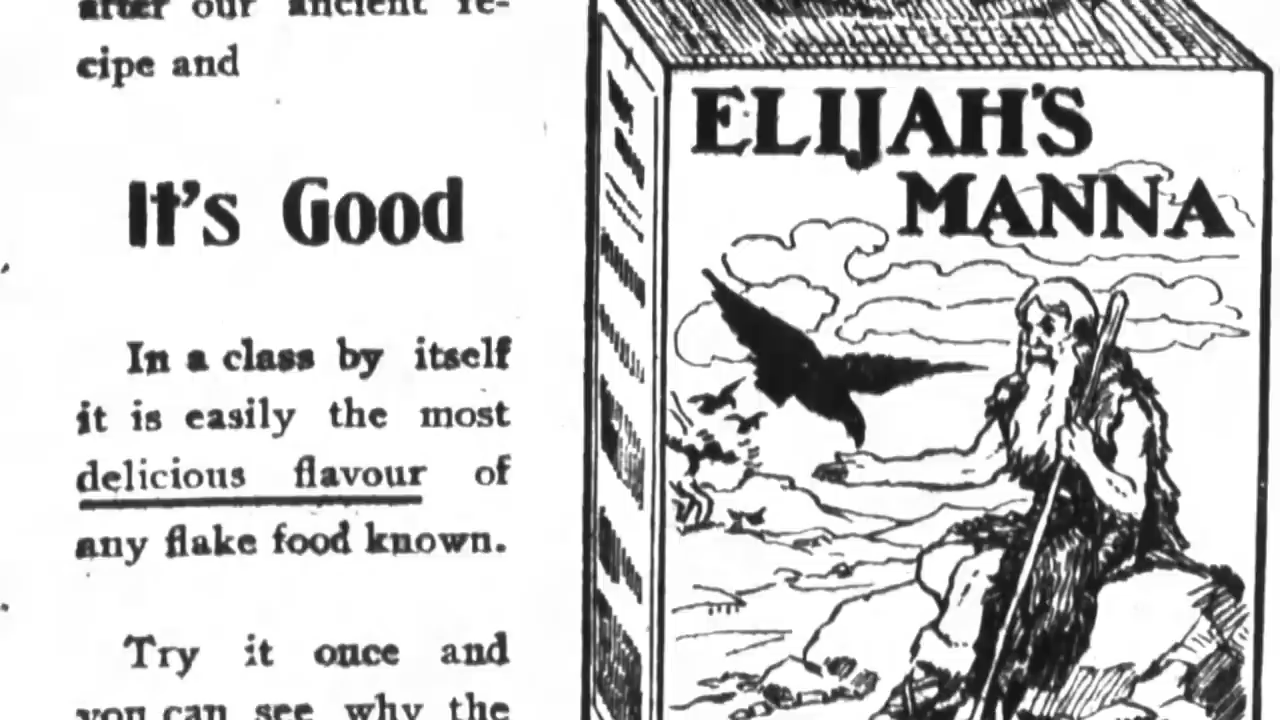 after our ancient re-
cipe and
It's Good
In a class by itself
it is easily the most
delicious flavour of
any flake food known.
Try it once and
you can see why the
ELIJAH'S
MANNA